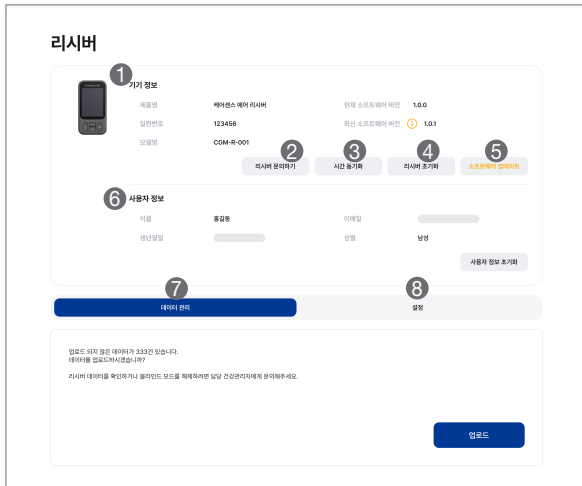 리시버
1 기기 정보
제품명 케어센스 에어 리시버 현재 소프트웨어 버전 1.0.0
일련번호 123456 최신 소프트웨어 버전 1.0.1
모델명 CGM-R-001
2 3 4 5
리시버 문의하기 시간 동기화 리시버 초기화 소프트웨어 업데이트
6 사용자 정보
이름 홍길동 이메일
생년월일 성별 남성
사용자 정보 초기화
7 8
데이터 관리 설정
업로드 되지 않은 데이터가 333건 있습니다.
데이터를 업로드하시겠습니까?
리시버 데이터를 확인하거나 블라인드 모드를 해제하려면 담당 건강관리자에게 문의해주세요.
업로드